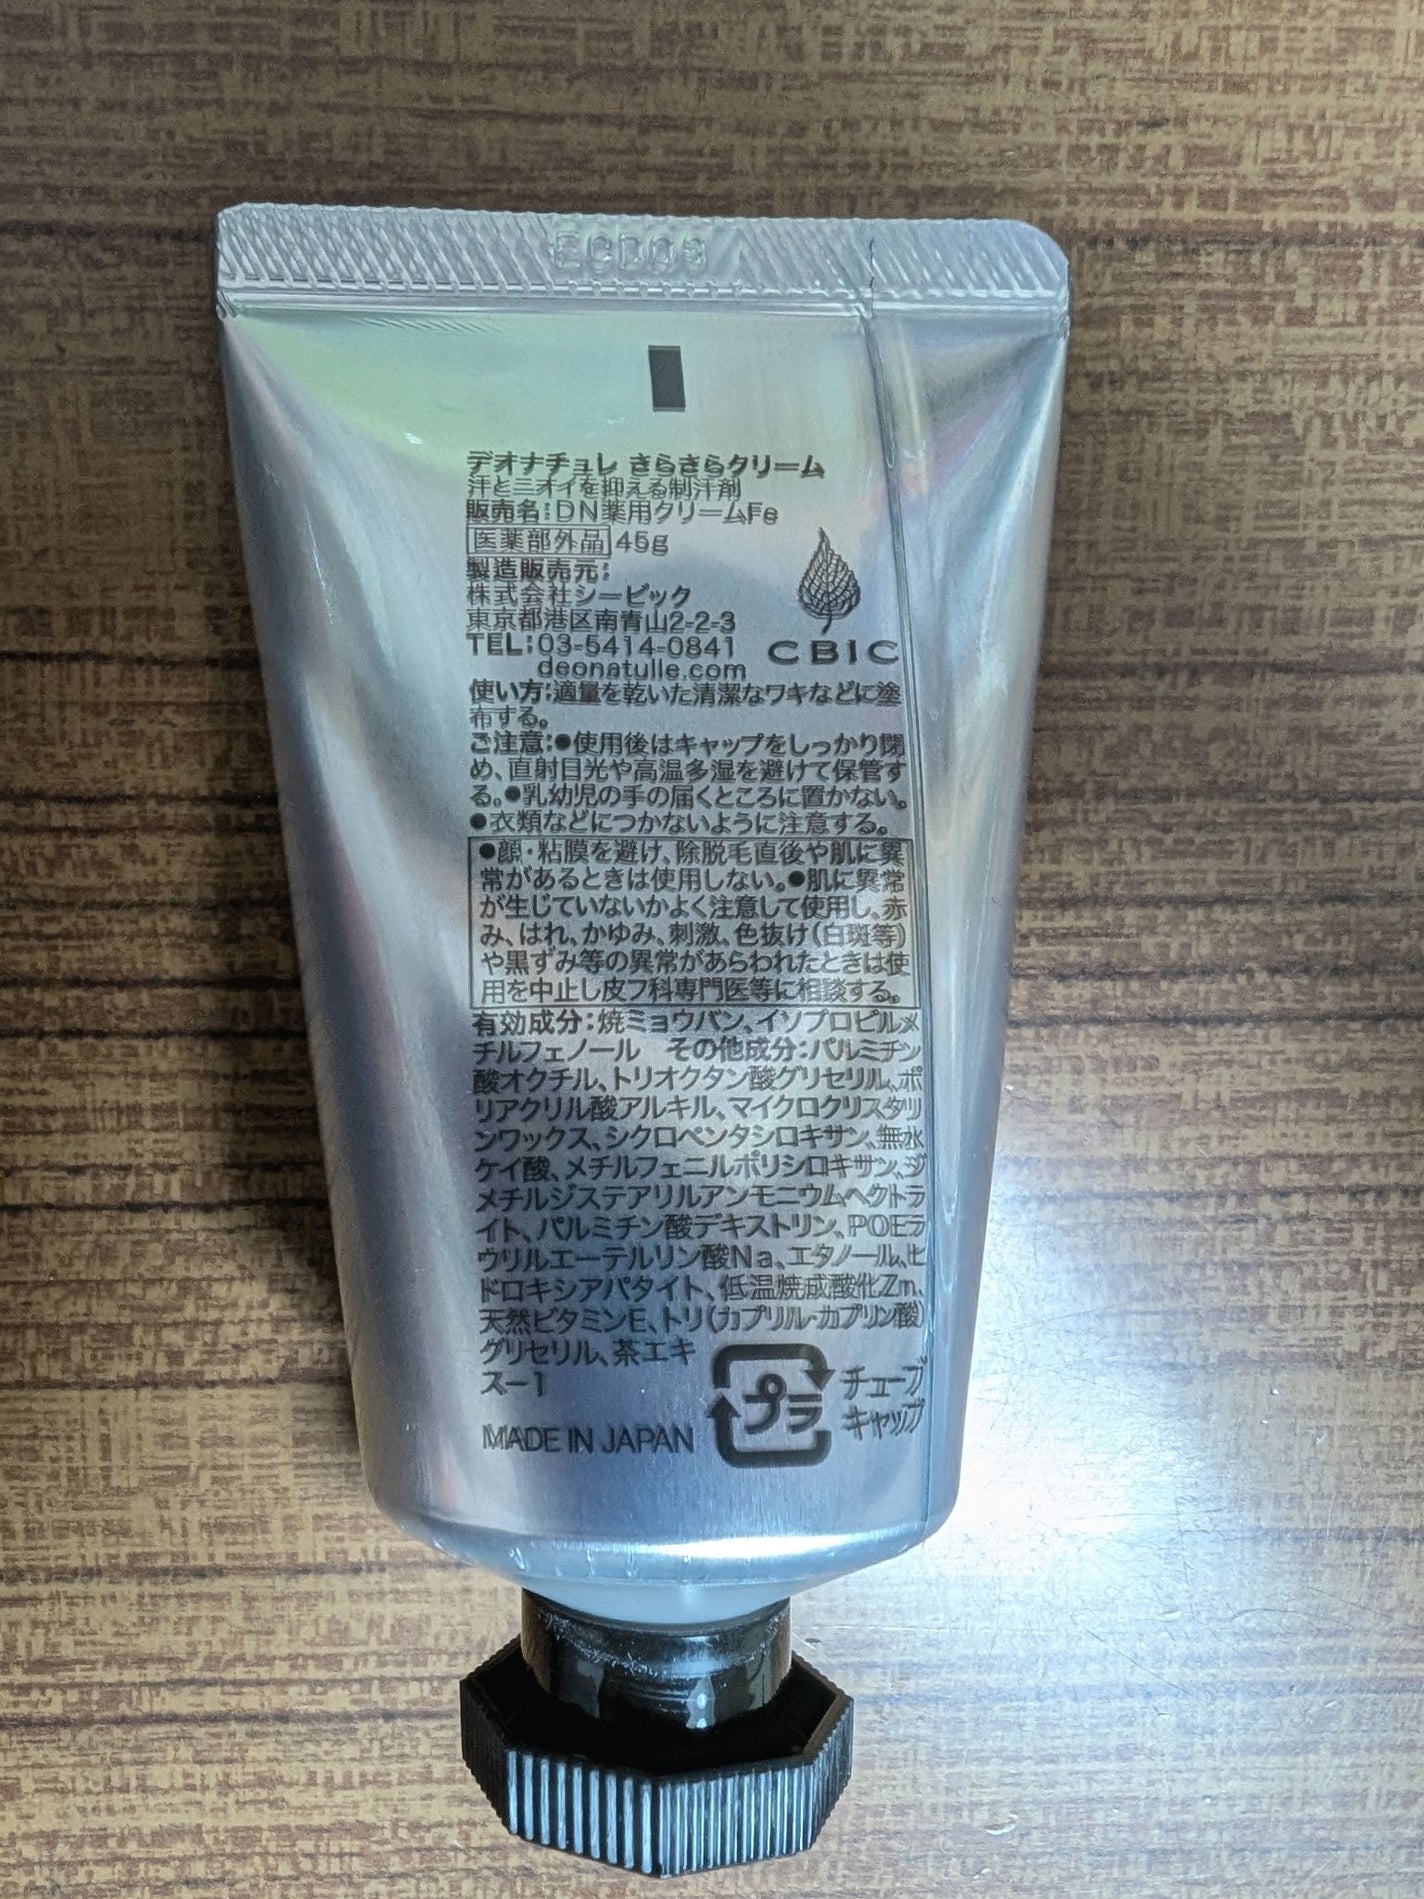 ECD03
デオナチュレ さらさらクリーム
汗とニオイを抑える制汗剤
販売名:DN薬用クリームFe
医薬部外品 45g
製造販売元:
株式会社シービック
東京都港区南青山2-2-3
TEL:03-5414-0841
deonatulle.com
CBIC
使い方:適量を乾いた清潔なワキなどに塗
布する。
ご注意:●使用後はキャップをしっかり閉
め、直射日光や高温多湿を避けて保管す
る。●乳幼児の手の届くところに置かない。
●衣類などにつかないように注意する。
●顔・粘膜を避け、除脱毛直後や肌に異
常があるときは使用しない。●肌に異常
が生じていないかよく注意して使用し、赤
み、はれ、かゆみ、刺激、色抜け(白斑等)
や黒ずみ等の異常があらわれたときは使
用を中止し皮フ科専門医等に相談する。
有効成分:焼ミョウバン、イソプロピルメ
チルフェノール その他成分:パルミチン
酸オクチル、トリオクタン酸グリセリル、ポ
リアクリル酸アルキル、マイクロクリスタリ
ンワックス、シクロペンタシロキサン、無水
ケイ酸、メチルフェニルポリシロキサン、ジ
メチルジステアリルアンモニウムヘクトラ
イト、パルミチン酸デキストリン、POEラ
ウリルエーテルリン酸Na、エタノール、ヒ
ドロキシアパタイト、低温焼成酸化Zn、
天然ビタミンE、トリ(カプリル・カプリン酸)
グリセリル、茶エキ
ス-1
MADE IN JAPAN
プラ
チューブ
キャップ